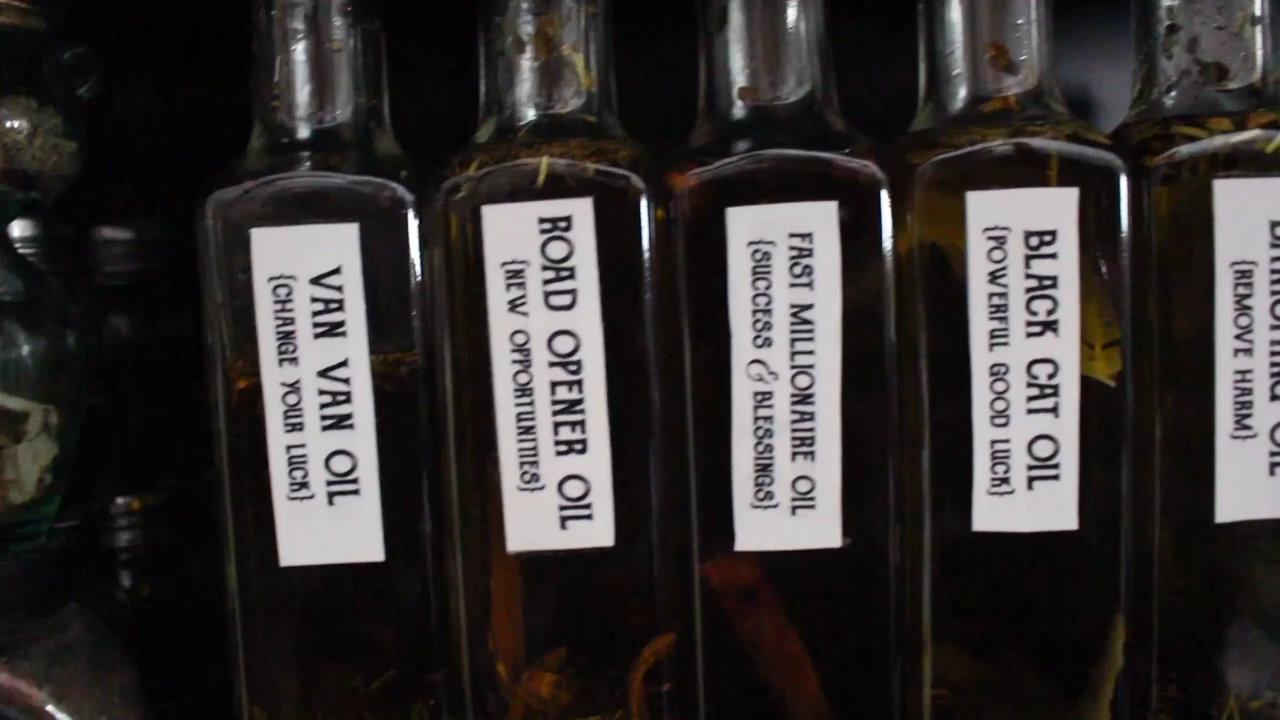 VAN VAN OIL
{CHANGE YOUR LUCK}
ROAD OPENER OIL
{NEW OPPORTUNITIES}
FAST MILLIONAIRE OIL
{SUCCESS & BLESSINGS}
BLACK CAT OIL
{POWERFUL GOOD LUCK}
OIL
{REMOVE HARM}